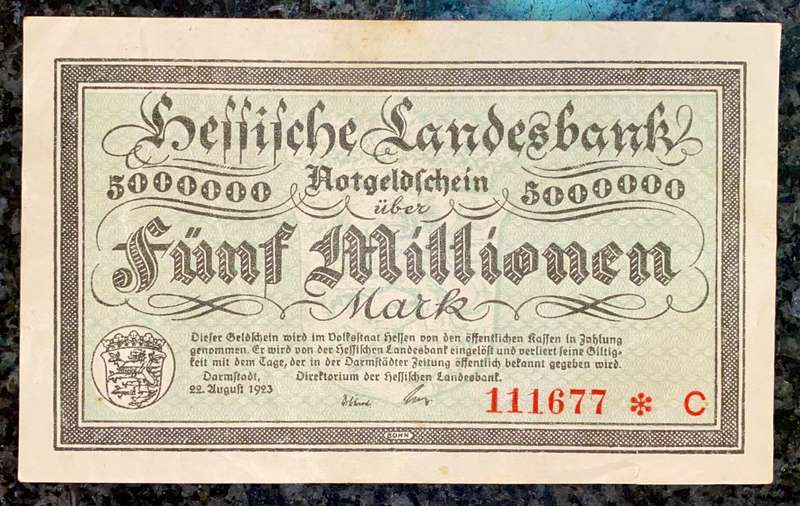 Hessische Landesbank
5000000 Notgeldschein 5000000
über
Fünf Millionen
Mark
Dieser Geldschein wird im Volksstaat Hessen von den öffentlichen Kassen in Zahlung
genommen. Er wird von der Hessischen Landesbank eingelöst und verliert seine Giltig-
keit mit dem Tage, der in der Darmstädter Zeitung öffentlich bekannt gegeben wird.
Darmstadt, Direktorium der Hessischen Landesbank.
22. August 1923
111677 * C